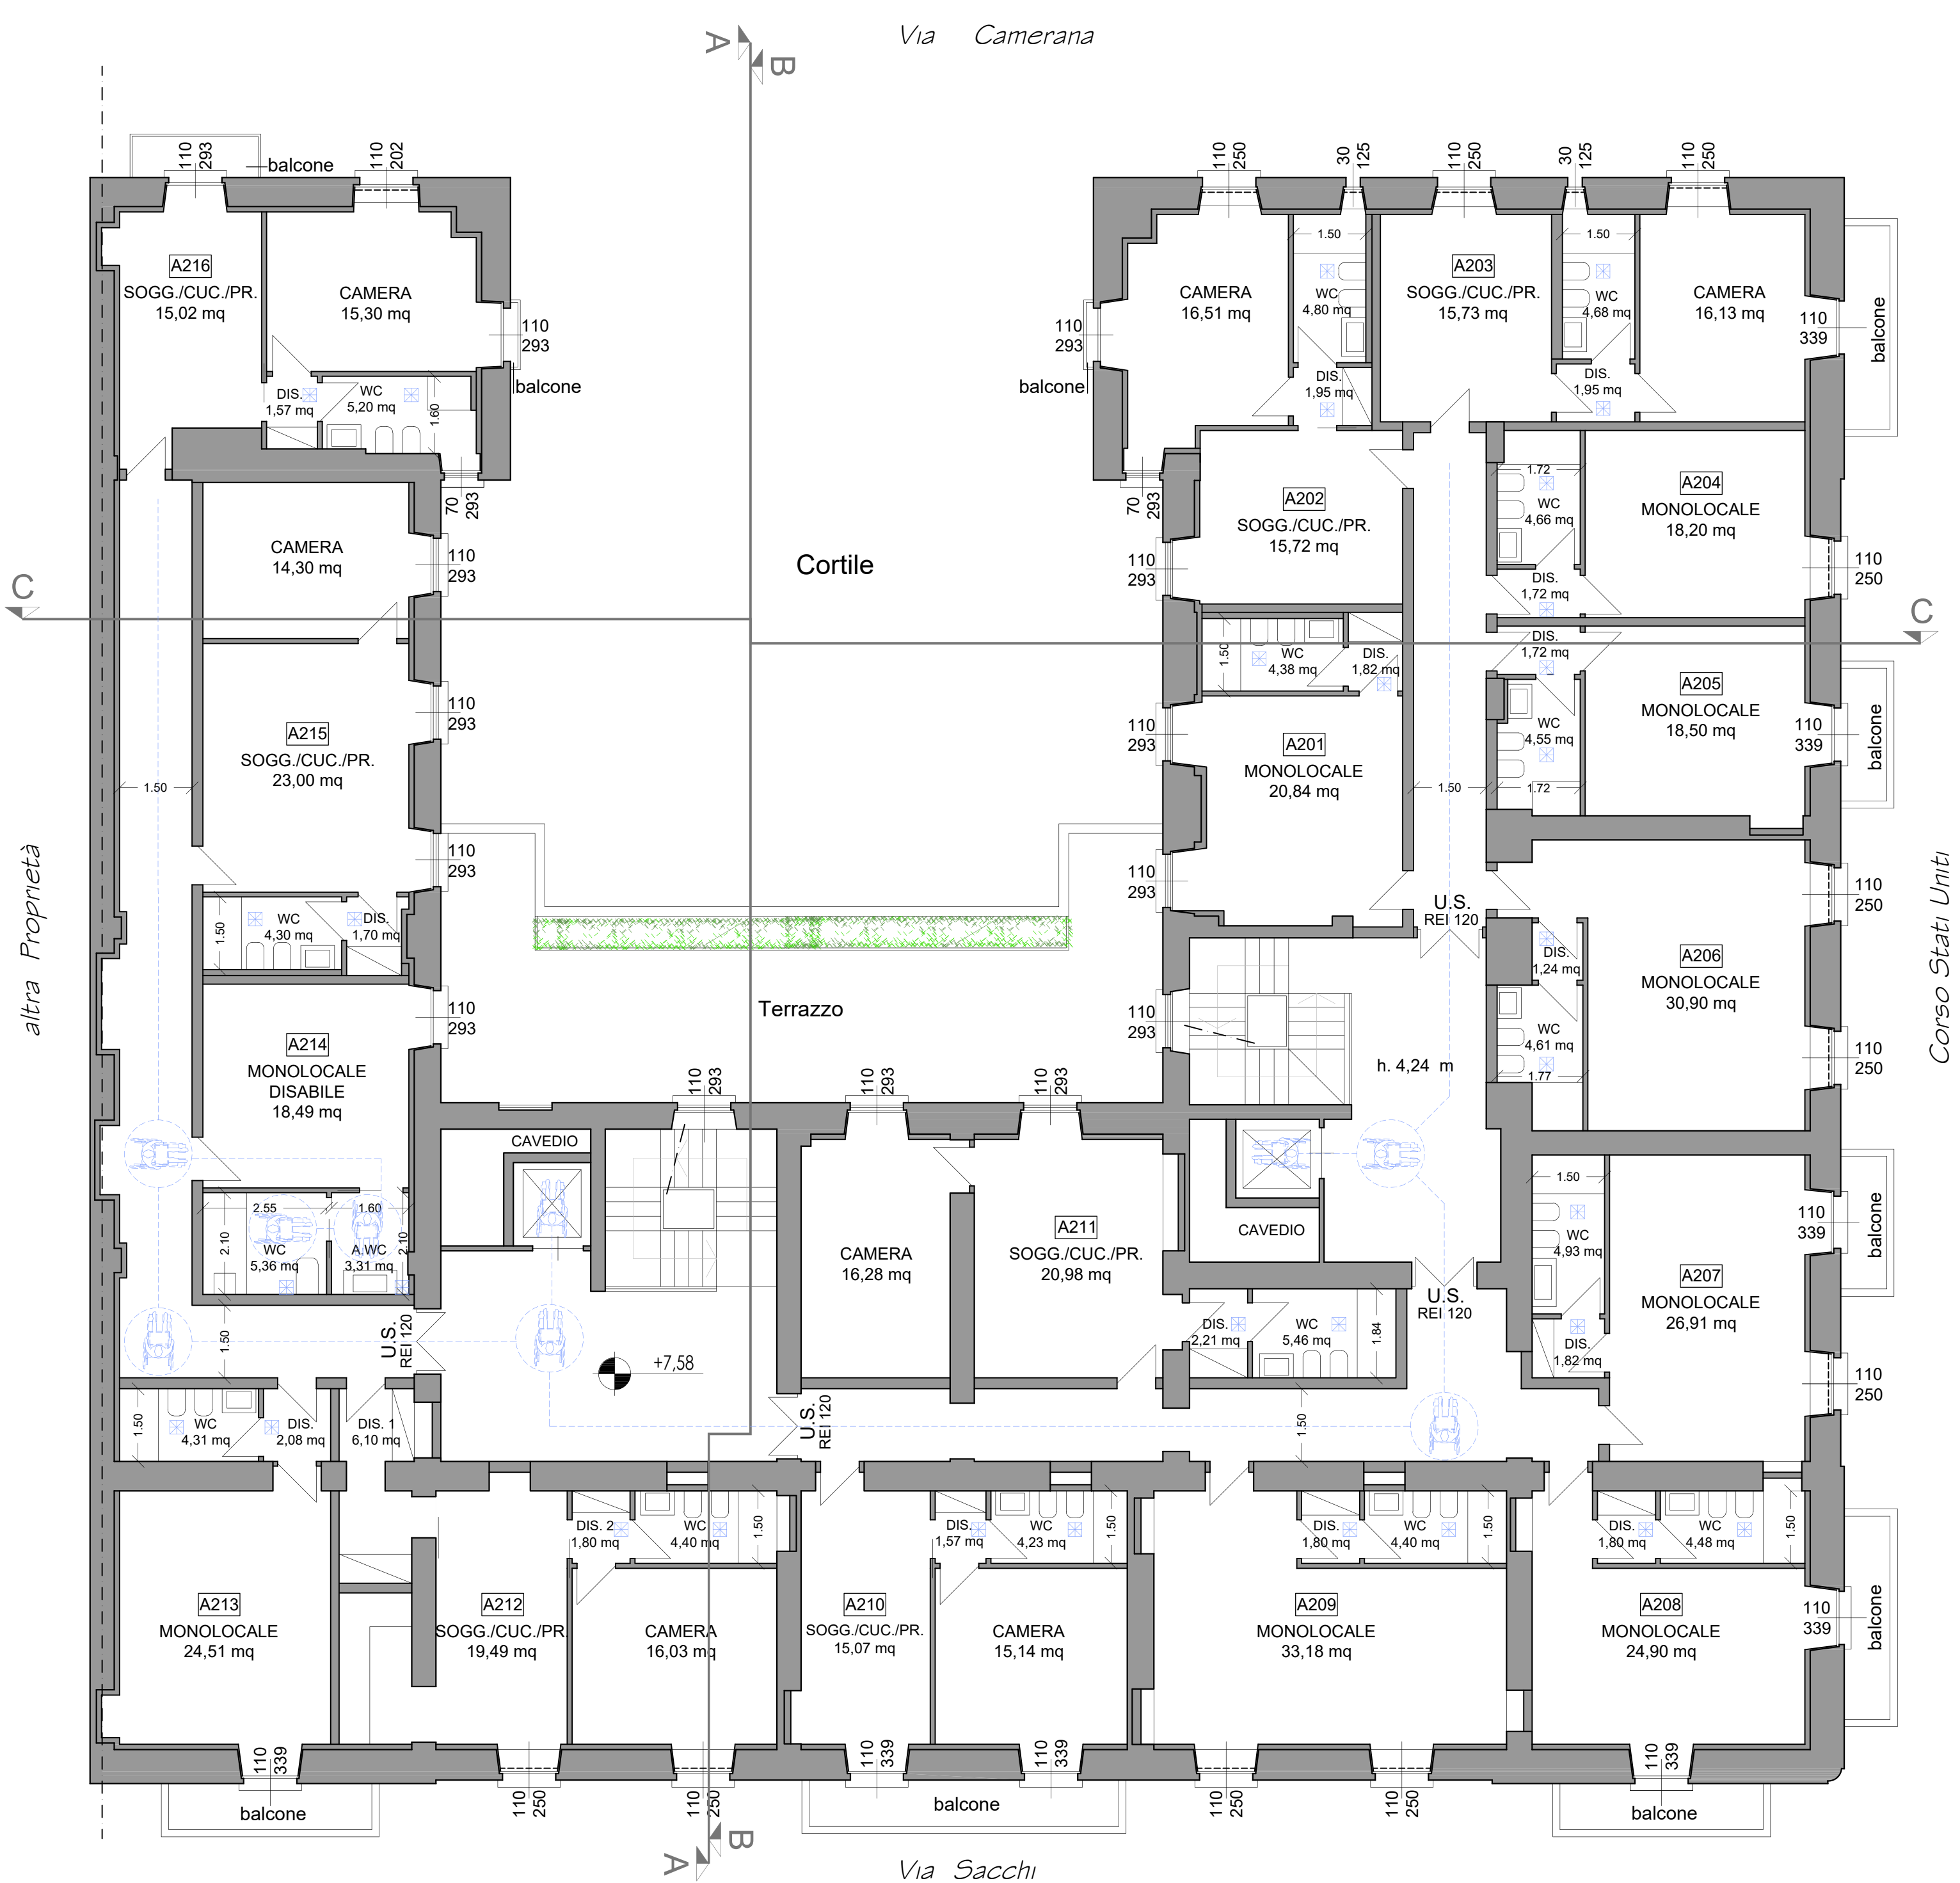 Via Camerana
A
B
110
293
balcone
110
202
A216
SOGG./CUC./PR.
15,02 mq
CAMERA
15,30 mq
110
293
balcone
DIS.
1,57 mq
WC
5,20 mq
1.60
70
293
CAMERA
14,30 mq
110
293
C
110
293
A215
SOGG./CUC./PR.
23,00 mq
1.50
110
293
WC
4,30 mq
DIS.
1,70 mq
1.50
A214
MONOLOCALE
DISABILE
18,49 mq
110
293
2.55
1.60
2.10
WC
5,36 mq
A.WC
3,31 mq
2.10
1.50
U.S.
REI 120
altra Proprietà
Cortile
Terrazzo
110
250
30
125
110
250
30
125
110
250
CAMERA
16,51 mq
110
293
balcone
1.50
WC
4,80 mq
DIS.
1,95 mq
A203
SOGG./CUC./PR.
15,73 mq
1.50
WC
4,68 mq
DIS.
1,95 mq
CAMERA
16,13 mq
110
339
balcone
70
293
A202
SOGG./CUC./PR.
15,72 mq
110
293
1.72
WC
4,66 mq
DIS.
1,72 mq
A204
MONOLOCALE
18,20 mq
110
250
C
1.50
WC
4,38 mq
DIS.
1,82 mq
DIS.
1,72 mq
WC
4,55 mq
1.72
A205
MONOLOCALE
18,50 mq
110
339
balcone
A201
MONOLOCALE
20,84 mq
110
293
1.50
110
293
U.S.
REI 120
110
250
DIS.
1,24 mq
WC
4,61 mq
1.77
A206
MONOLOCALE
30,90 mq
110
250
Corso Stati Uniti
110
293
h. 4,24 m
CAVEDIO
110
293
110
293
110
293
CAMERA
16,28 mq
A211
SOGG./CUC./PR.
20,98 mq
CAVEDIO
U.S.
REI 120
DIS.
2,21 mq
WC
5,46 mq
1.84
1.50
WC
4,93 mq
DIS.
1,82 mq
A207
MONOLOCALE
26,91 mq
110
339
balcone
110
250
+7,58
U.S.
REI 120
1.50
1.50
WC
4,31 mq
DIS.
2,08 mq
DIS. 1
6,10 mq
A213
MONOLOCALE
24,51 mq
A212
SOGG./CUC./PR.
19,49 mq
DIS. 2
1,80 mq
WC
4,40 mq
1.50
CAMERA
16,03 mq
A210
SOGG./CUC./PR.
15,07 mq
DIS.
1,57 mq
WC
4,23 mq
1.50
CAMERA
15,14 mq
A209
MONOLOCALE
33,18 mq
DIS.
1,80 mq
WC
4,40 mq
1.50
A208
MONOLOCALE
24,90 mq
DIS.
1,80 mq
WC
4,48 mq
1.50
110
339
balcone
110
339
balcone
110
250
110
250
110
339
110
339
balcone
110
250
110
250
110
339
balcone
B
A
Via Sacchi